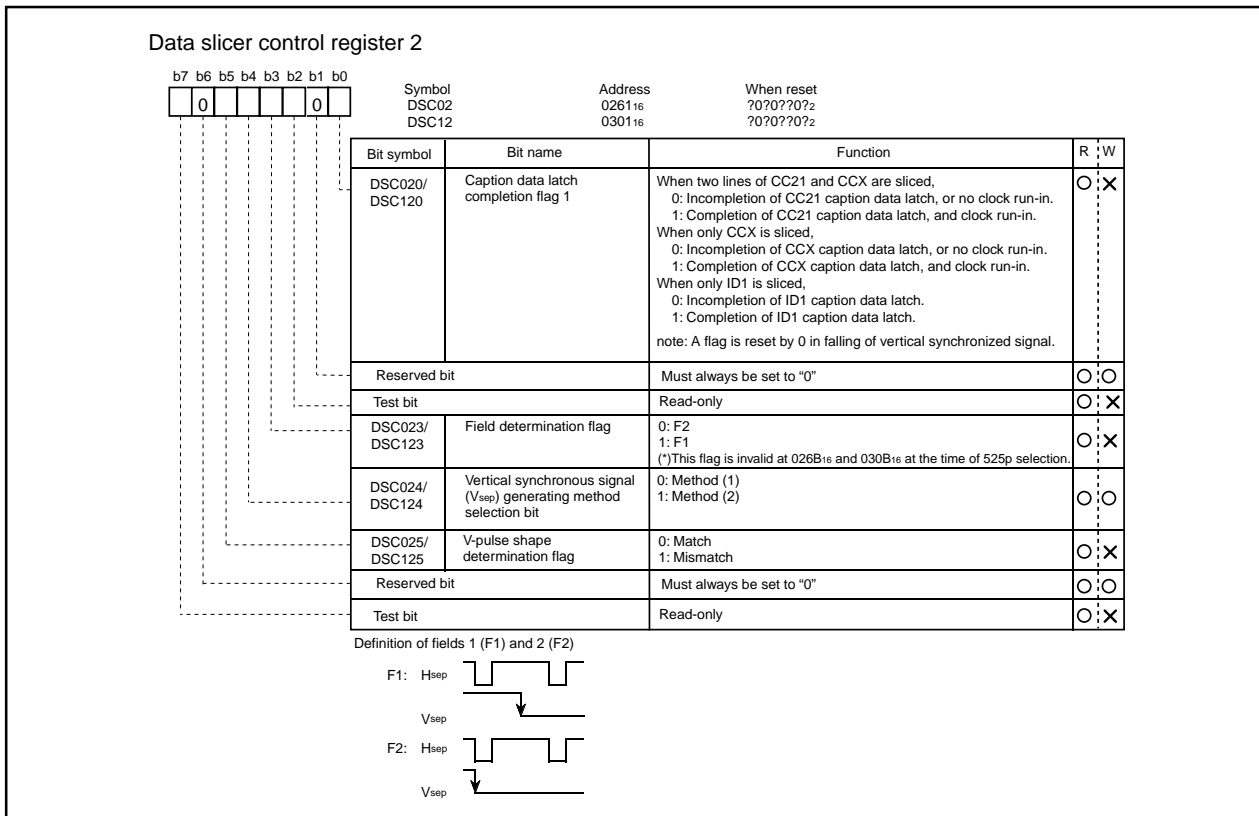 Data slicer control register 2
b7 b6 b5 b4 b3 b2 b1 b0
0 0
Symbol Address When reset
DSC02 026116 ?0?0??0?2
DSC12 030116 ?0?0??0?2
Bit symbol Bit name Function R W
DSC020/
DSC120
Caption data latch
completion flag 1
When two lines of CC21 and CCX are sliced,
0: Incompletion of CC21 caption data latch, or no clock run-in.
1: Completion of CC21 caption data latch, and clock run-in.
When only CCX is sliced,
0: Incompletion of CCX caption data latch, or no clock run-in.
1: Completion of CCX caption data latch, and clock run-in.
When only ID1 is sliced,
0: Incompletion of ID1 caption data latch.
1: Completion of ID1 caption data latch.
note: A flag is reset by 0 in falling of vertical synchronized signal.
Reserved bit Must always be set to “0”
Test bit Read-only
DSC023/
DSC123
Field determination flag
0: F2
1: F1
(*)This flag is invalid at 026B16 and 030B16 at the time of 525p selection.
DSC024/
DSC124
Vertical synchronous signal
(Vsep) generating method
selection bit
0: Method (1)
1: Method (2)
DSC025/
DSC125
V-pulse shape
determination flag
0: Match
1: Mismatch
Reserved bit Must always be set to “0”
Test bit Read-only
Definition of fields 1 (F1) and 2 (F2)
F1: Hsep
Vsep
F2: Hsep
Vsep